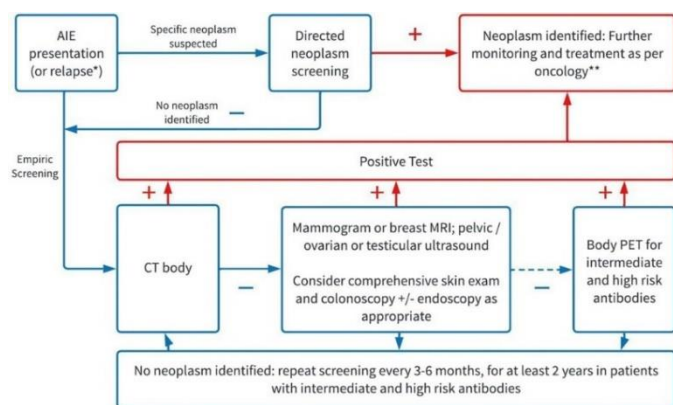 AIE
presentation
(or relapse*)
Specific neoplasm
suspected
Directed
neoplasm
screening
+
Neoplasm identified: Further
monitoring and treatment as per
oncology**
No neoplasm
identified
−
Empiric
Screening
Positive Test
+
+
+
CT body
−
Mammogram or breast MRI; pelvic /
ovarian or testicular ultrasound
Consider comprehensive skin exam
and colonoscopy +/- endoscopy as
appropriate
−
Body PET for
intermediate
and high risk
antibodies
No neoplasm identified: repeat screening every 3-6 months, for at least 2 years in patients
with intermediate and high risk antibodies